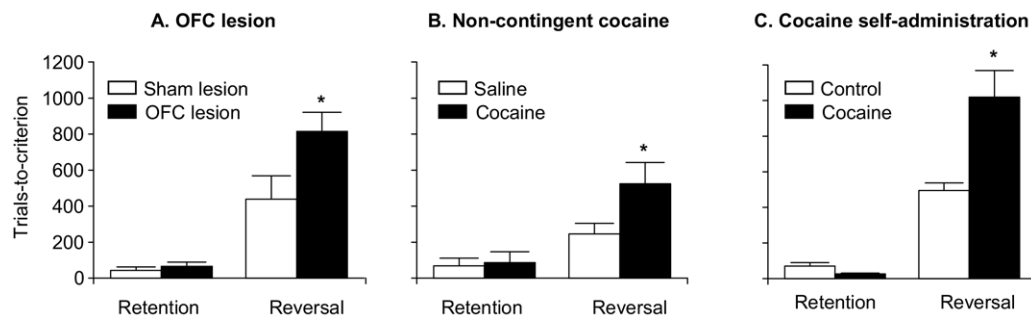 A. OFC lesion
B. Non-contingent cocaine
C. Cocaine self-administration
Trials-to-criterion
1200
1000
800
600
400
200
0
Sham lesion
OFC lesion
*
Retention
Reversal
Saline
Cocaine
*
Retention
Reversal
Control
Cocaine
*
Retention
Reversal